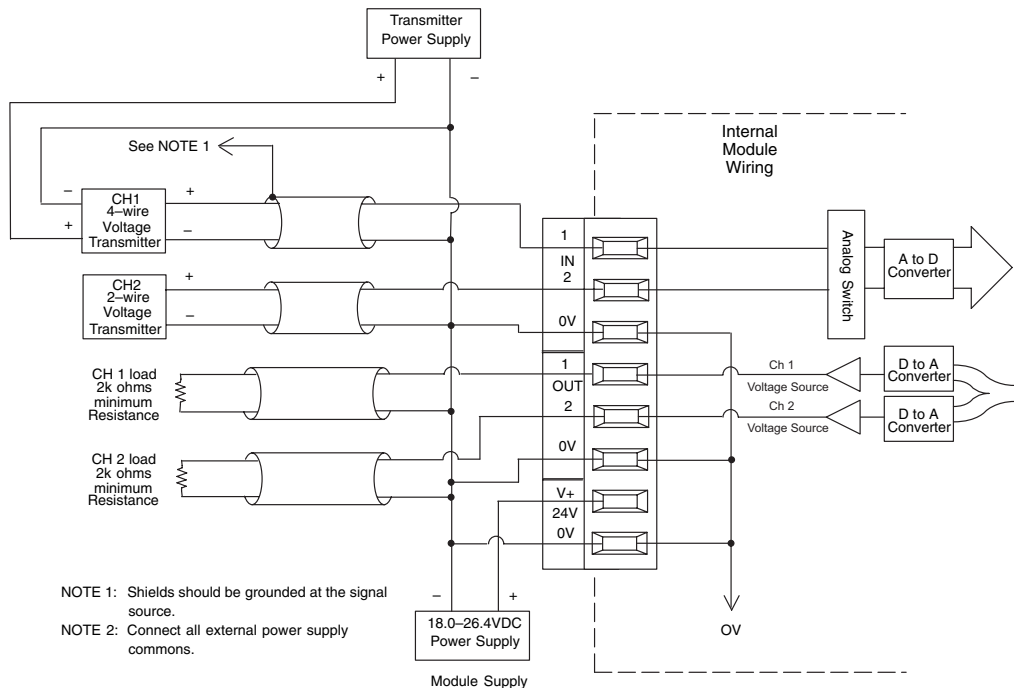 Transmitter
Power Supply
+
–
Internal
Module
Wiring
See NOTE 1
–
+
CH1
4–wire
Voltage
Transmitter
+
–
1
IN
2
0V
Analog Switch
A to D
Converter
CH2
2–wire
Voltage
Transmitter
+
–
CH 1 load
2k ohms
minimum
Resistance
1
OUT
2
0V
Ch 1
Voltage Source
D to A
Converter
Ch 2
Voltage Source
D to A
Converter
CH 2 load
2k ohms
minimum
Resistance
V+
24V
0V
NOTE 1: Shields should be grounded at the signal
source.
NOTE 2: Connect all external power supply
commons.
–
+
18.0–26.4VDC
Power Supply
Module Supply
OV